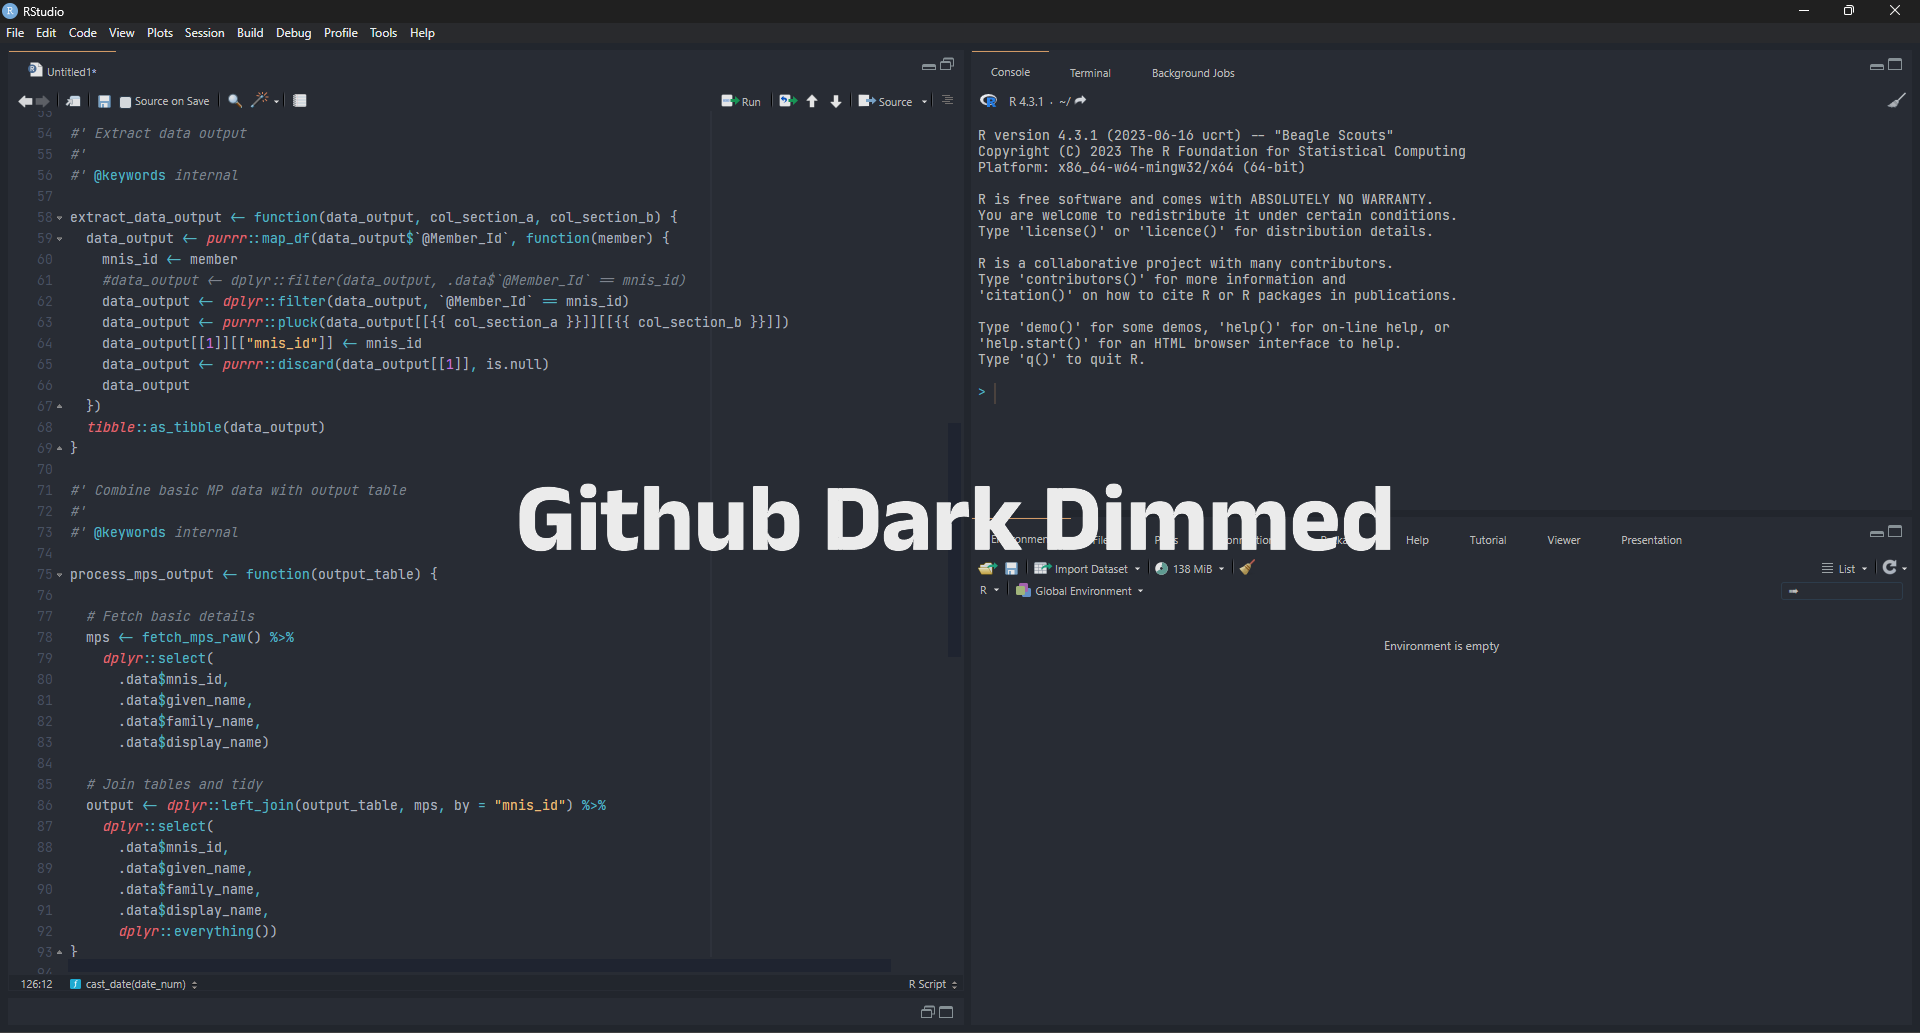 RStudio
File Edit Code View Plots Session Build Debug Profile Tools Help
Untitled1*
Source on Save Run Source
53
54 #' Extract data output
55 #'
56 #' @keywords internal
57
58 extract_data_output <- function(data_output, col_section_a, col_section_b) {
59 data_output <- purrr::map_df(data_output$`@Member_Id`, function(member) {
60 mnis_id <- member
61 #data_output <- dplyr::filter(data_output, .data$`@Member_Id` == mnis_id)
62 data_output <- dplyr::filter(data_output, `@Member_Id` == mnis_id)
63 data_output <- purrr::pluck(data_output[[{{ col_section_a }}]][[{{ col_section_b }}]])
64 data_output[[1]][["mnis_id"]] <- mnis_id
65 data_output <- purrr::discard(data_output[[1]], is.null)
66 data_output
67 })
68 tibble::as_tibble(data_output)
69 }
70
71 #' Combine basic MP data with output table
72 #'
73 #' @keywords internal
74
75 process_mps_output <- function(output_table) {
76
77 # Fetch basic details
78 mps <- fetch_mps_raw() %>%
79 dplyr::select(
80 .data$mnis_id,
81 .data$given_name,
82 .data$family_name,
83 .data$display_name)
84
85 # Join tables and tidy
86 output <- dplyr::left_join(output_table, mps, by = "mnis_id") %>%
87 dplyr::select(
88 .data$mnis_id,
89 .data$given_name,
90 .data$family_name,
91 .data$display_name,
92 dplyr::everything())
93 }
94
126:12 cast_date(date_num) R Script
Console Terminal Background Jobs
R 4.3.1 · ~/
R version 4.3.1 (2023-06-16 ucrt) -- "Beagle Scouts"
Copyright (C) 2023 The R Foundation for Statistical Computing
Platform: x86_64-w64-mingw32/x64 (64-bit)
R is free software and comes with ABSOLUTELY NO WARRANTY.
You are welcome to redistribute it under certain conditions.
Type 'license()' or 'licence()' for distribution details.
R is a collaborative project with many contributors.
Type 'contributors()' for more information and
'citation()' on how to cite R or R packages in publications.
Type 'demo()' for some demos, 'help()' for on-line help, or
'help.start()' for an HTML browser interface to help.
Type 'q()' to quit R.
>
Github Dark Dimmed
Help Tutorial Viewer Presentation
Import Dataset 138 MiB List
R Global Environment
Environment is empty